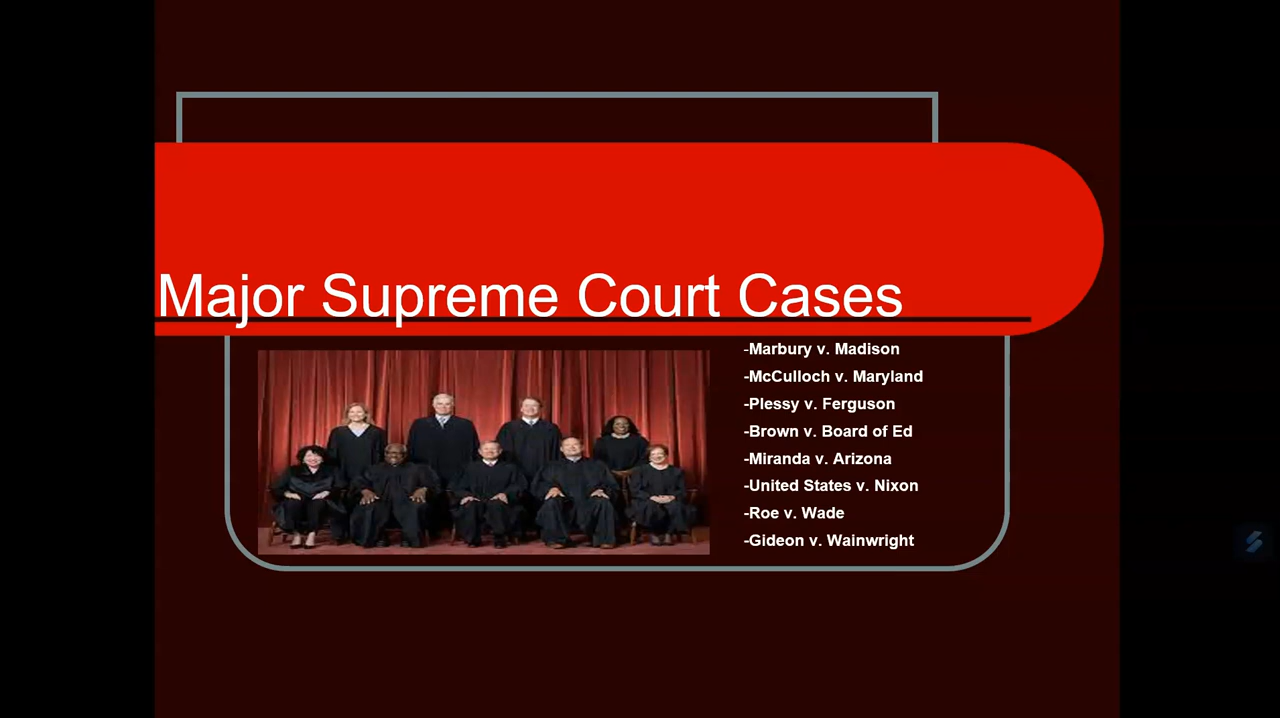 Major Supreme Court Cases
-Marbury v. Madison
-McCulloch v. Maryland
-Plessy v. Ferguson
-Brown v. Board of Ed
-Miranda v. Arizona
-United States v. Nixon
-Roe v. Wade
-Gideon v. Wainwright